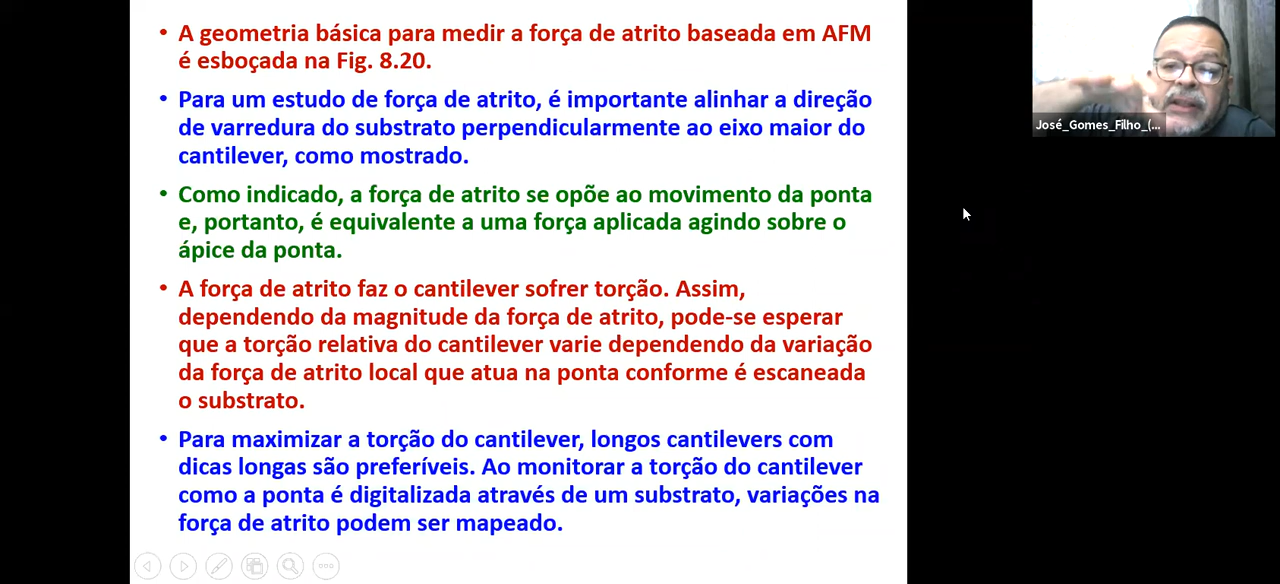 • A geometria básica para medir a força de atrito baseada em AFM
é esboçada na Fig. 8.20.
• Para um estudo de força de atrito, é importante alinhar a direção
de varredura do substrato perpendicularmente ao eixo maior do
cantilever, como mostrado.
• Como indicado, a força de atrito se opõe ao movimento da ponta
e, portanto, é equivalente a uma força aplicada agindo sobre o
ápice da ponta.
• A força de atrito faz o cantilever sofrer torção. Assim,
dependendo da magnitude da força de atrito, pode-se esperar
que a torção relativa do cantilever varie dependendo da variação
da força de atrito local que atua na ponta conforme é escaneada
o substrato.
• Para maximizar a torção do cantilever, longos cantilevers com
dicas longas são preferíveis. Ao monitorar a torção do cantilever
como a ponta é digitalizada através de um substrato, variações na
força de atrito podem ser mapeado.
José_Gomes_Filho_(...